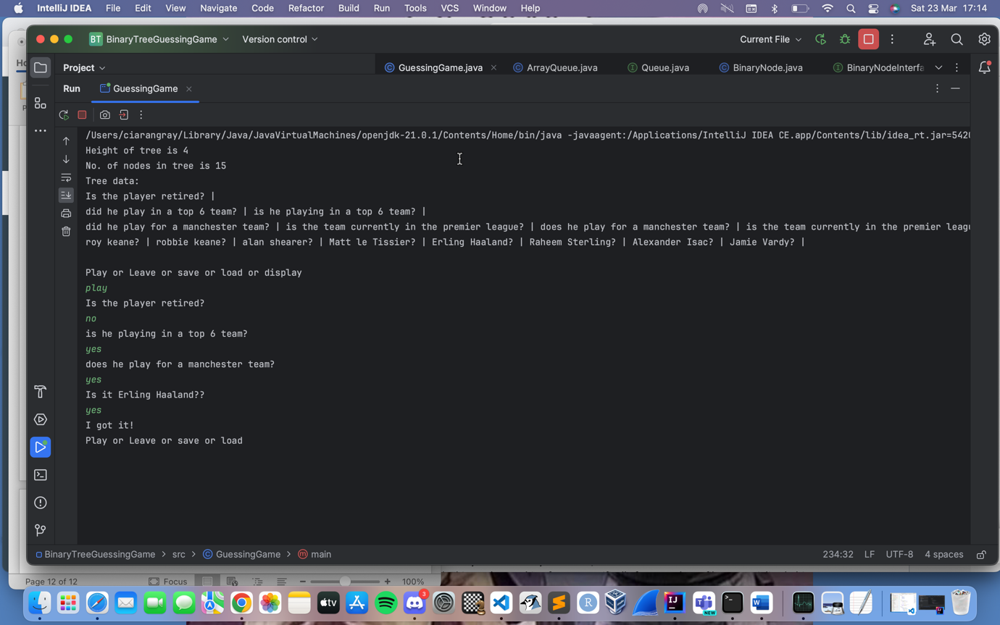 IntelliJ IDEA File Edit View Navigate Code Refactor Build Run Tools VCS Window Help Sat 23 Mar 17:14
BT BinaryTreeGuessingGame Version control Current File
Project GuessingGame.java ArrayQueue.java Queue.java BinaryNode.java BinaryNodeInterfa
Run GuessingGame
/Users/ciarangray/Library/Java/JavaVirtualMachines/openjdk-21.0.1/Contents/Home/bin/java -javaagent:/Applications/IntelliJ IDEA CE.app/Contents/lib/idea_rt.jar=542
Height of tree is 4
No. of nodes in tree is 15
Tree data:
Is the player retired? |
did he play in a top 6 team? | is he playing in a top 6 team? |
did he play for a manchester team? | is the team currently in the premier league? | does he play for a manchester team? | is the team currently in the premier leagu
roy keane? | robbie keane? | alan shearer? | Matt le Tissier? | Erling Haaland? | Raheem Sterling? | Alexander Isac? | Jamie Vardy? |
Play or Leave or save or load or display
play
Is the player retired?
no
is he playing in a top 6 team?
yes
does he play for a manchester team?
yes
Is it Erling Haaland??
yes
I got it!
Play or Leave or save or load
BinaryTreeGuessingGame > src > GuessingGame > main 234:32 LF UTF-8 4 spaces
Page 12 of 12 Focus 100%
3
NEW